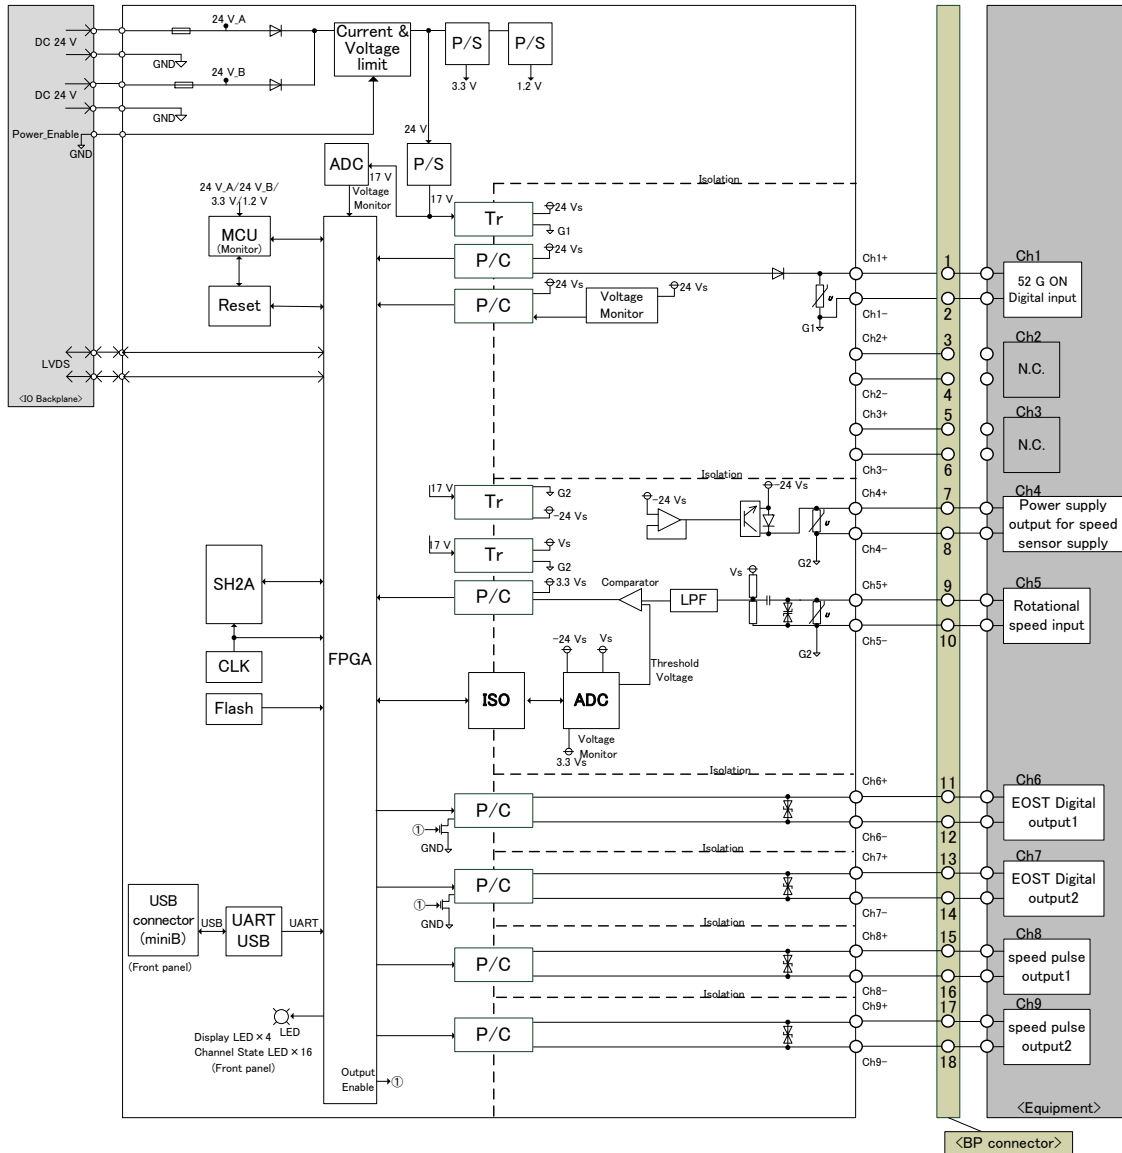 DC 24 V
24 V_A
GND
DC 24 V
24 V_B
GND
Power_Enable
GND
Current &
Voltage
limit
P/S
P/S
3.3 V
1.2 V
24 V
P/S
ADC
17 V
Voltage
Monitor
17 V
24 V_A/24 V_B/
3.3 V/1.2 V
MCU
(Monitor)
Reset
LVDS
<IO Backplane>
Isolation
Tr
24 Vs
G1
P/C
24 Vs
P/C
24 Vs
Voltage
Monitor
24 Vs
u
G1
Ch1+
Ch1-
Ch2+
Ch2-
Ch3+
Ch3-
1
2
3
4
5
6
Ch1
52 G ON
Digital input
Ch2
N.C.
Ch3
N.C.
Isolation
17 V
Tr
G2
-24 Vs
17 V
Tr
Vs
G2
P/C
3.3 Vs
-24 Vs
-24 Vs
u
G2
Ch4+
Ch4-
7
8
Ch4
Power supply
output for speed
sensor supply
Comparator
LPF
Vs
u
G2
Ch5+
Ch5-
9
10
Ch5
Rotational
speed input
SH2A
CLK
Flash
FPGA
ISO
ADC
-24 Vs
Vs
Threshold
Voltage
Voltage
Monitor
3.3 Vs
Isolation
P/C
①
GND
Ch6+
Ch6-
11
12
Ch6
EOST Digital
output1
Isolation
P/C
①
GND
Ch7+
Ch7-
13
14
Ch7
EOST Digital
output2
Isolation
P/C
Ch8+
Ch8-
15
16
Ch8
speed pulse
output1
Isolation
P/C
Ch9+
Ch9-
17
18
Ch9
speed pulse
output2
USB
connector
(miniB)
(Front panel)
USB
UART
USB
UART
LED
Display LED×4
Channel State LED×16
(Front panel)
Output
Enable
①
<Equipment>
<BP connector>